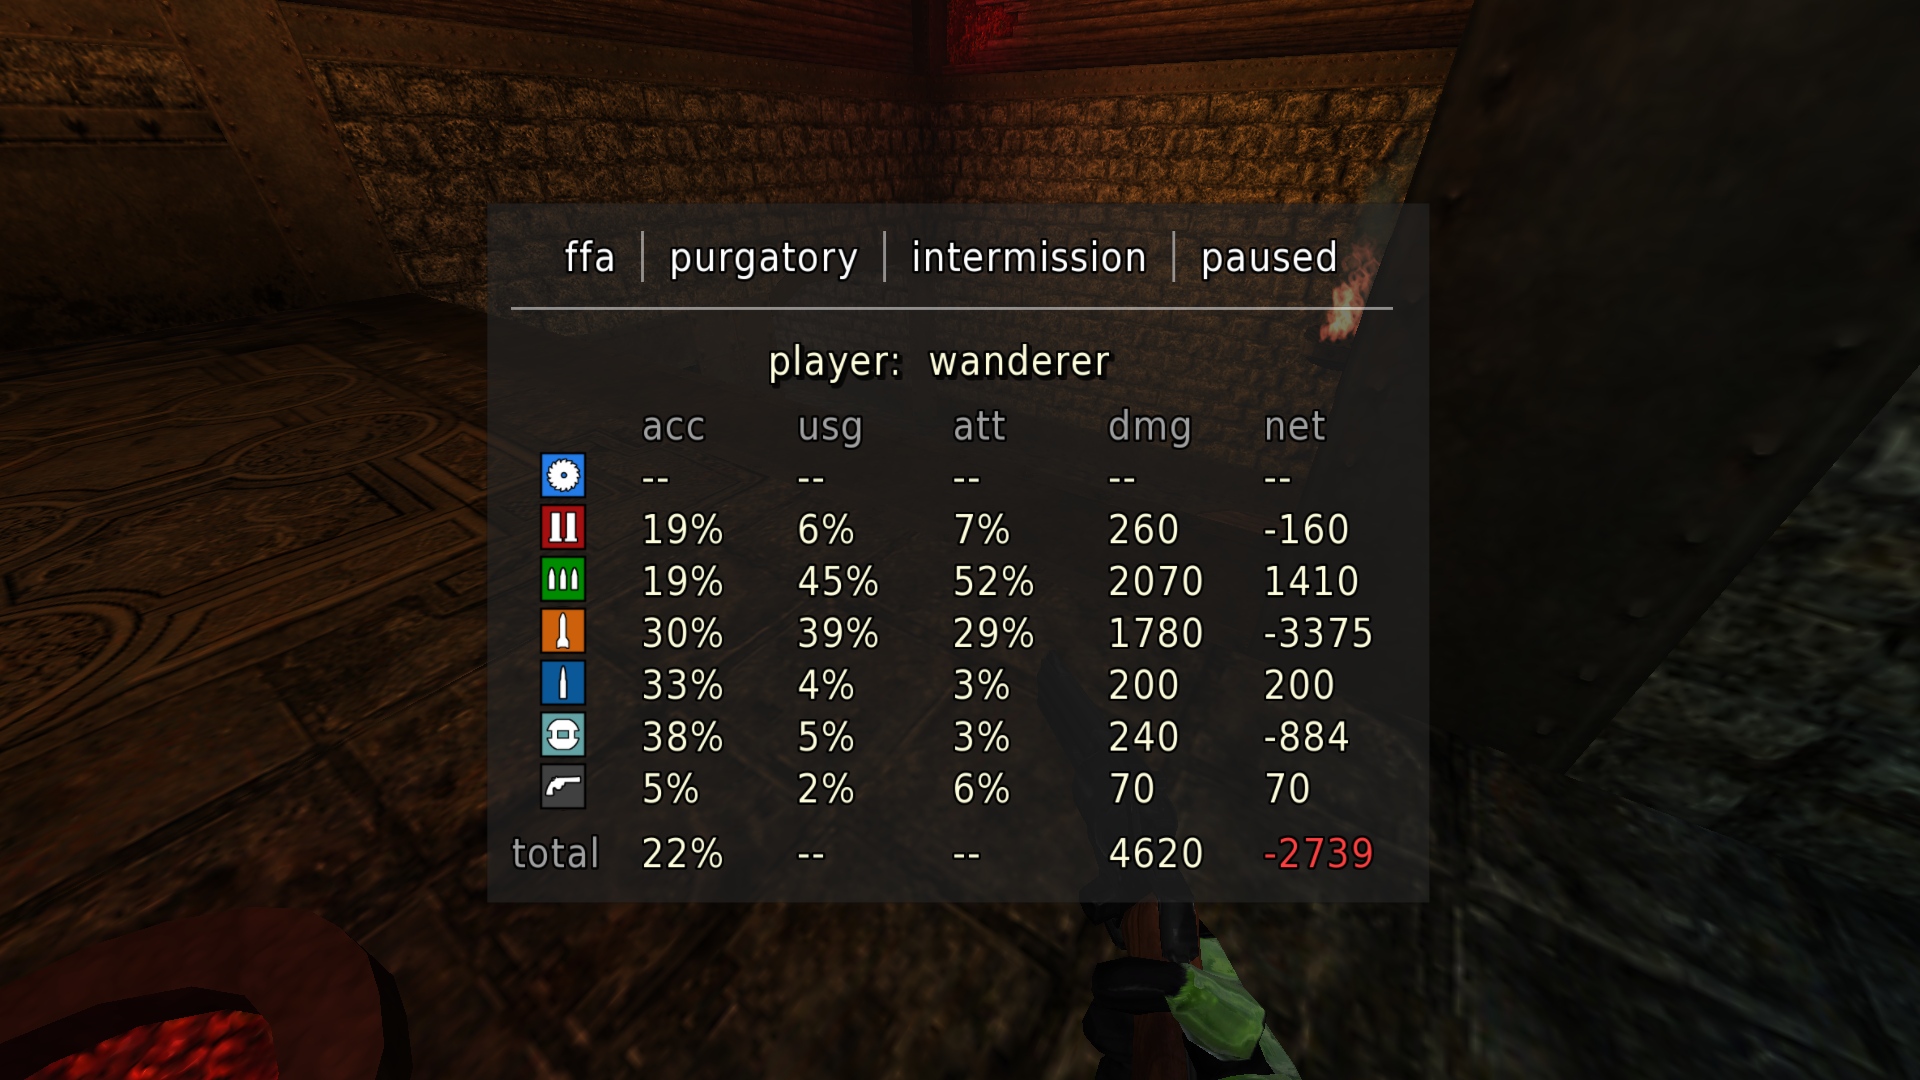 ffa | purgatory | intermission | paused
player: wanderer
acc usg att dmg net
-- -- -- -- --
19% 6% 7% 260 -160
19% 45% 52% 2070 1410
30% 39% 29% 1780 -3375
33% 4% 3% 200 200
38% 5% 3% 240 -884
5% 2% 6% 70 70
total 22% -- -- 4620 -2739